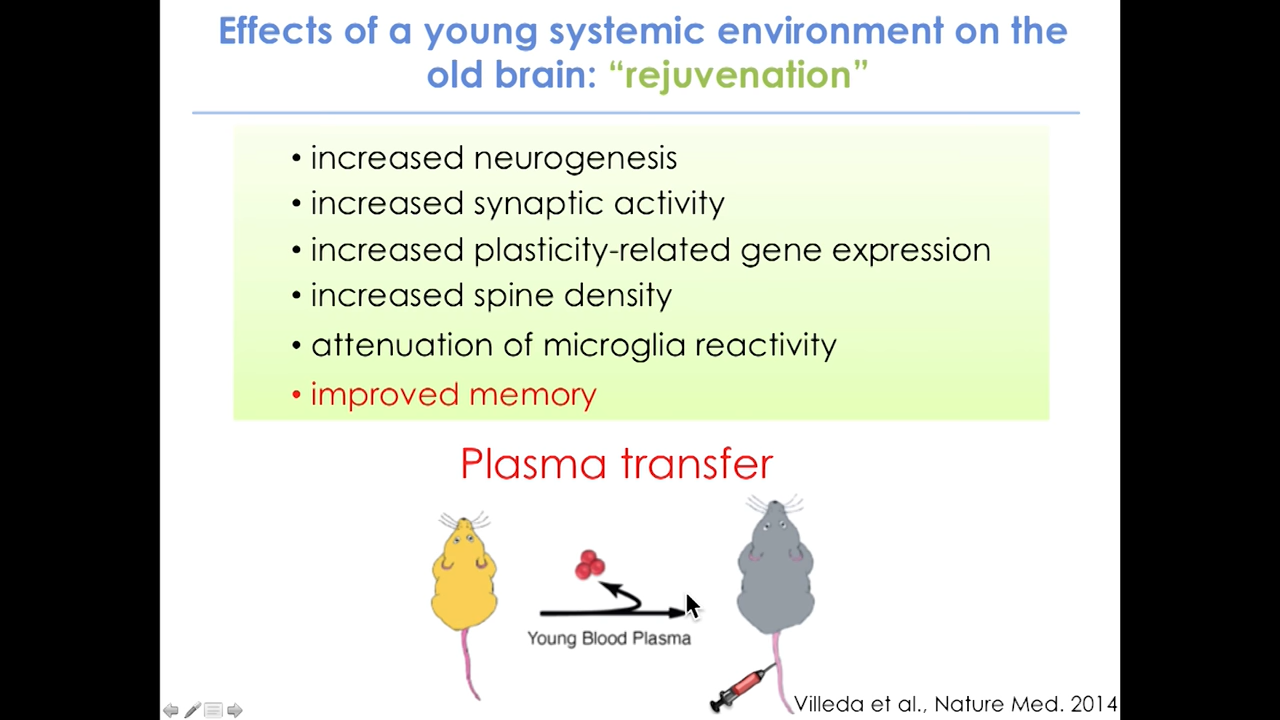 Effects of a young systemic environment on the
old brain: “rejuvenation”
• increased neurogenesis
• increased synaptic activity
• increased plasticity-related gene expression
• increased spine density
• attenuation of microglia reactivity
• improved memory
Plasma transfer
Young Blood Plasma
Villeda et al., Nature Med. 2014